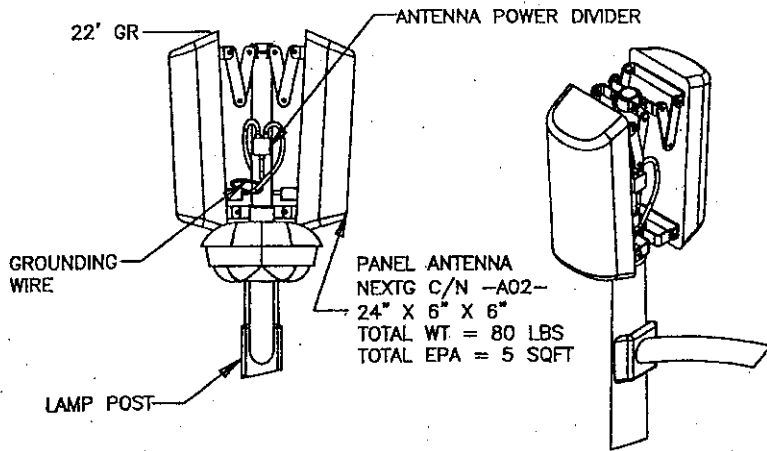 ANTENNA POWER DIVIDER
22' GR
GROUNDING
WIRE
PANEL ANTENNA
NEXTG C/N -A02-
24" X 6" X 6"
TOTAL WT = 80 LBS
TOTAL EPA = 5 SQFT
LAMP POST